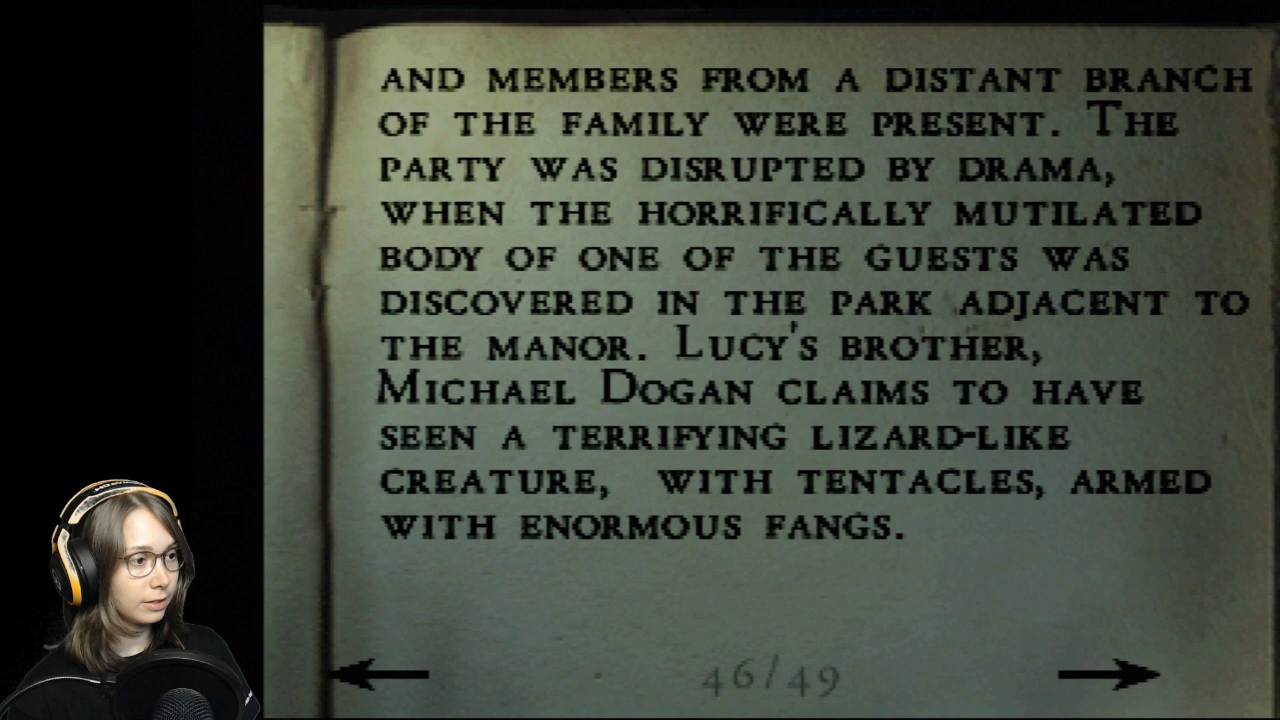 AND MEMBERS FROM A DISTANT BRANCH
OF THE FAMILY WERE PRESENT. THE
PARTY WAS DISRUPTED BY DRAMA,
WHEN THE HORRIFICALLY MUTILATED
BODY OF ONE OF THE GUESTS WAS
DISCOVERED IN THE PARK ADJACENT TO
THE MANOR. LUCY'S BROTHER,
MICHAEL DOGAN CLAIMS TO HAVE
SEEN A TERRIFYING LIZARD-LIKE
CREATURE, WITH TENTACLES, ARMED
WITH ENORMOUS FANGS.
46/49